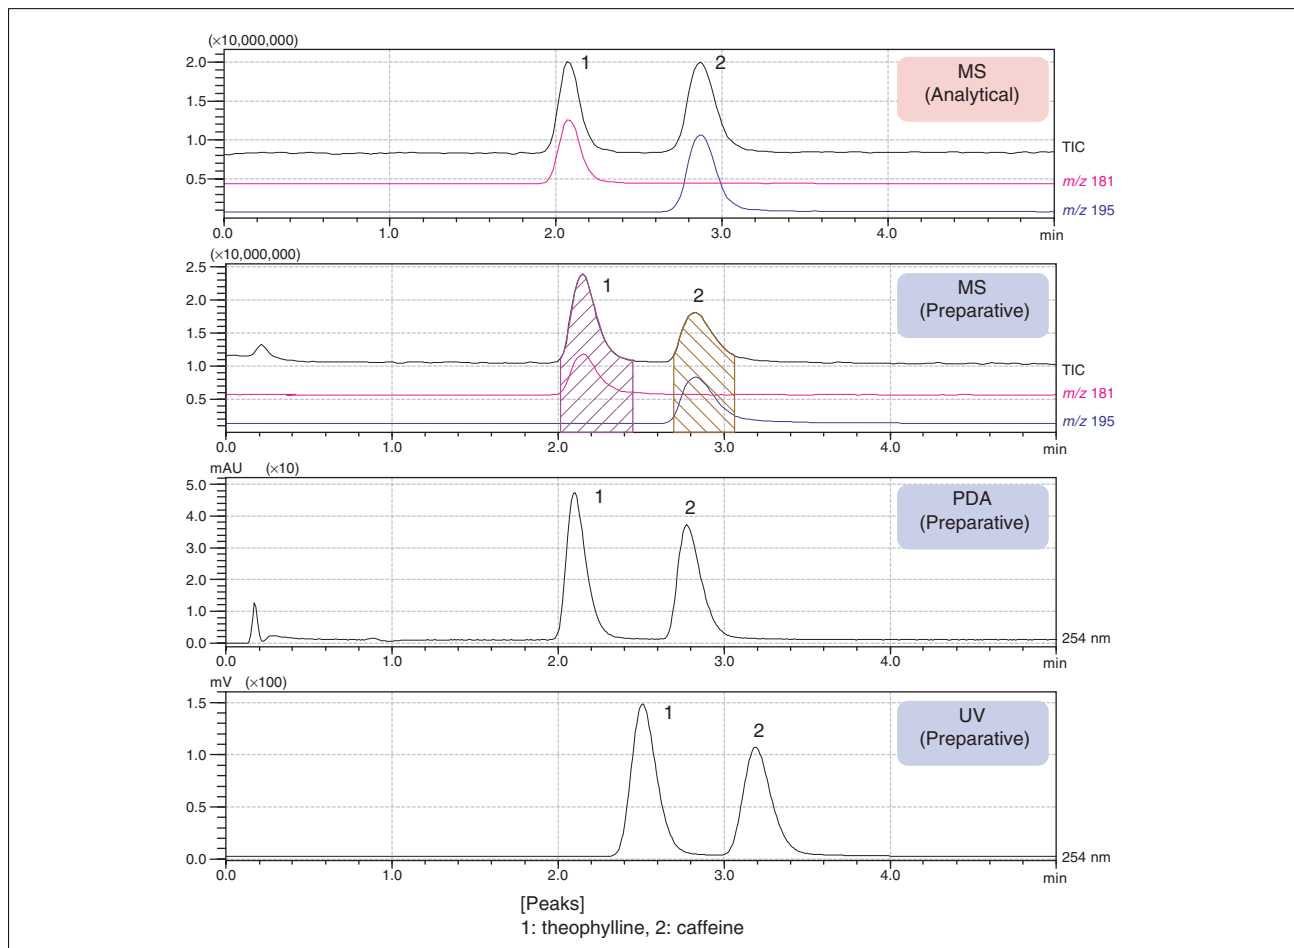 (×10,000,000)
2.0
1.5
1.0
0.5
1
2
MS
(Analytical)
TIC
m/z 181
m/z 195
0.0 1.0 2.0 3.0 4.0 min
(×10,000,000)
2.5
2.0
1.5
1.0
0.5
1
2
MS
(Preparative)
TIC
m/z 181
m/z 195
0.0 1.0 2.0 3.0 4.0 min
mAU (×10)
5.0
4.0
3.0
2.0
1.0
0.0
1
2
PDA
(Preparative)
254 nm
0.0 1.0 2.0 3.0 4.0 min
mV (×100)
1.5
1.0
0.5
0.0
1
2
UV
(Preparative)
254 nm
0.0 1.0 2.0 3.0 4.0 min
[Peaks]
1: theophylline, 2: caffeine